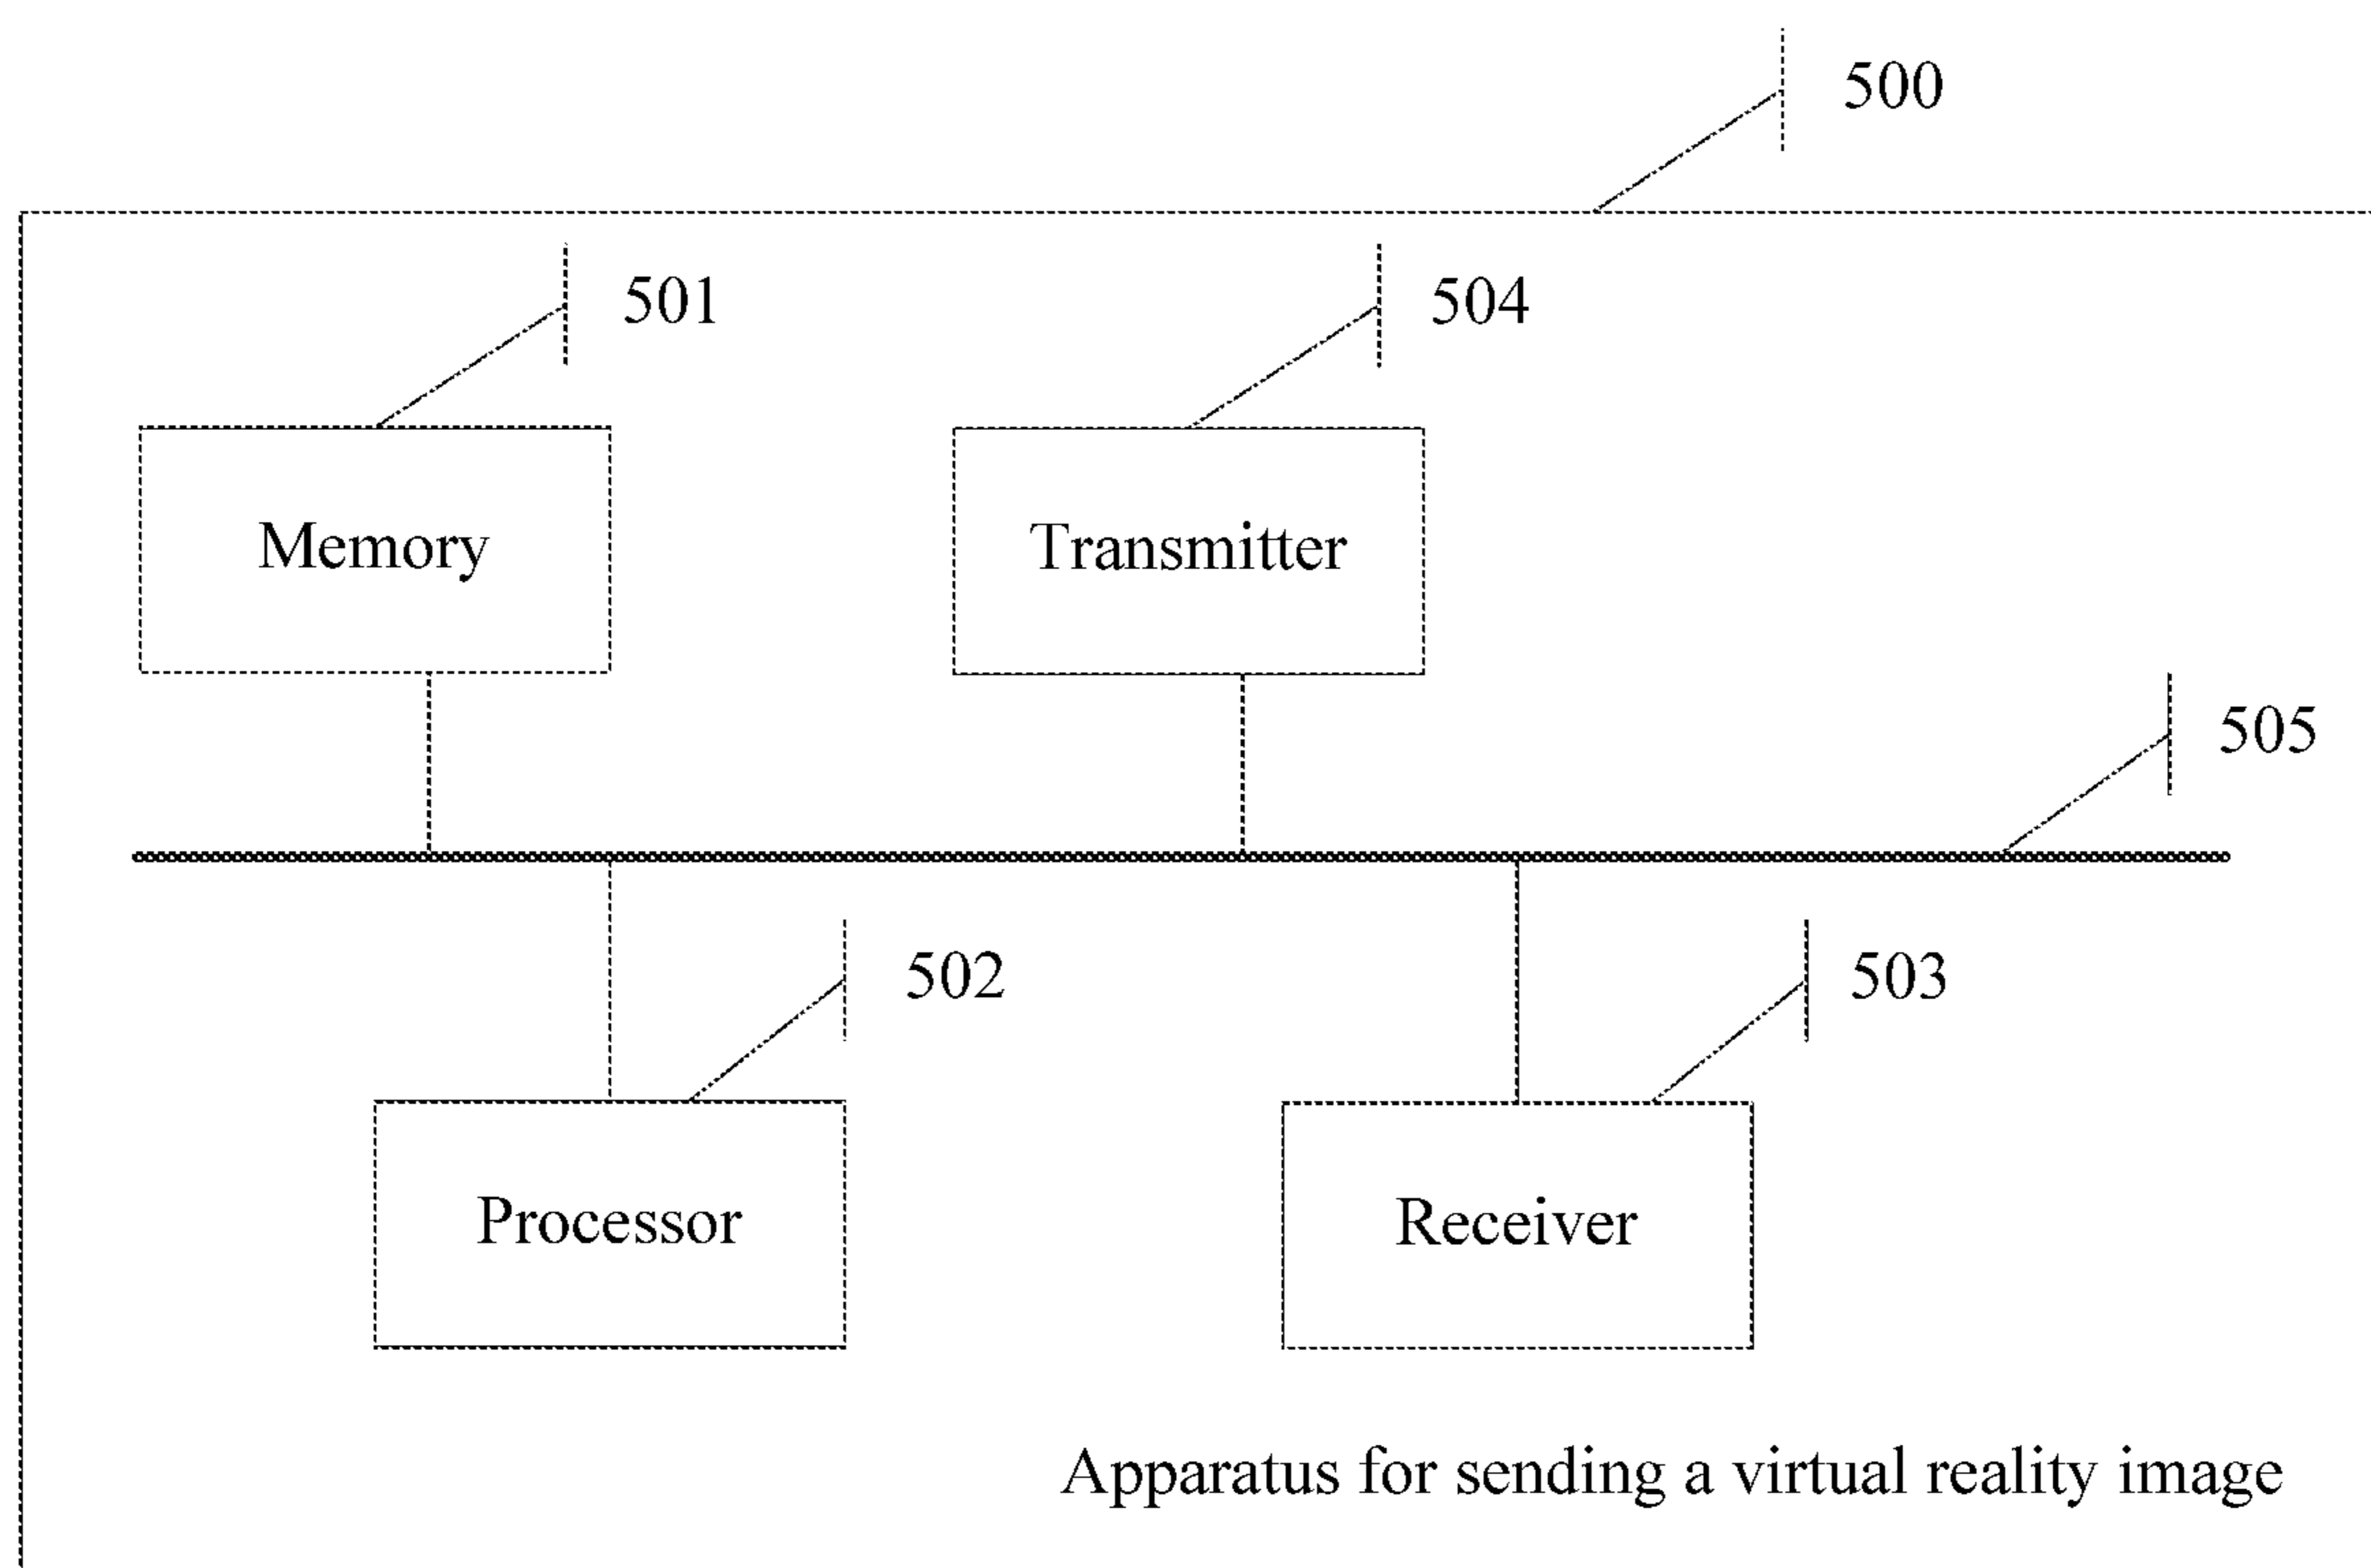 500
501
504
Memory
Transmitter
505
502
503
Processor
Receiver
Apparatus for sending a virtual reality image